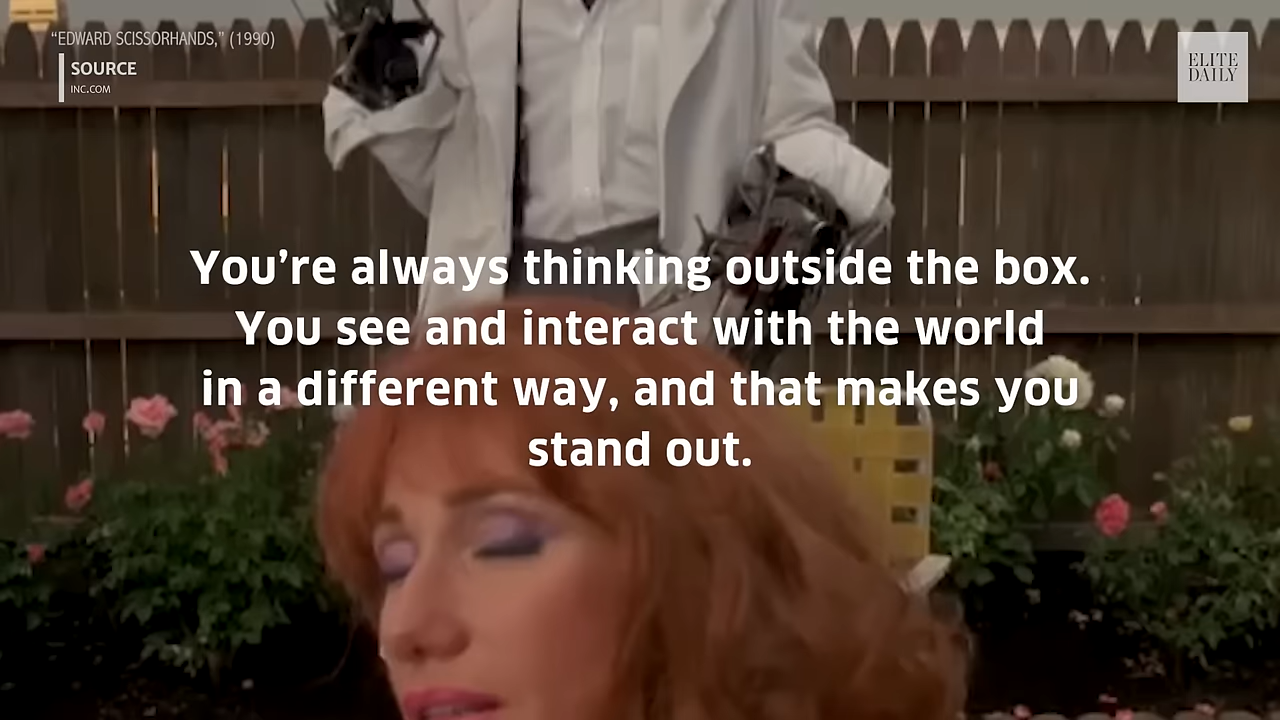 “EDWARD SCISSORHANDS,” (1990)
SOURCE
INC.COM
ELITE
DAILY
You’re always thinking outside the box.
You see and interact with the world
in a different way, and that makes you
stand out.